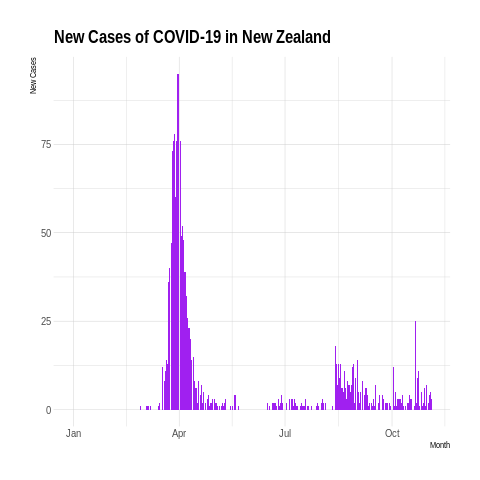 New Cases of COVID-19 in New Zealand
New Cases
75
50
25
0
Jan Apr Jul Oct
Month